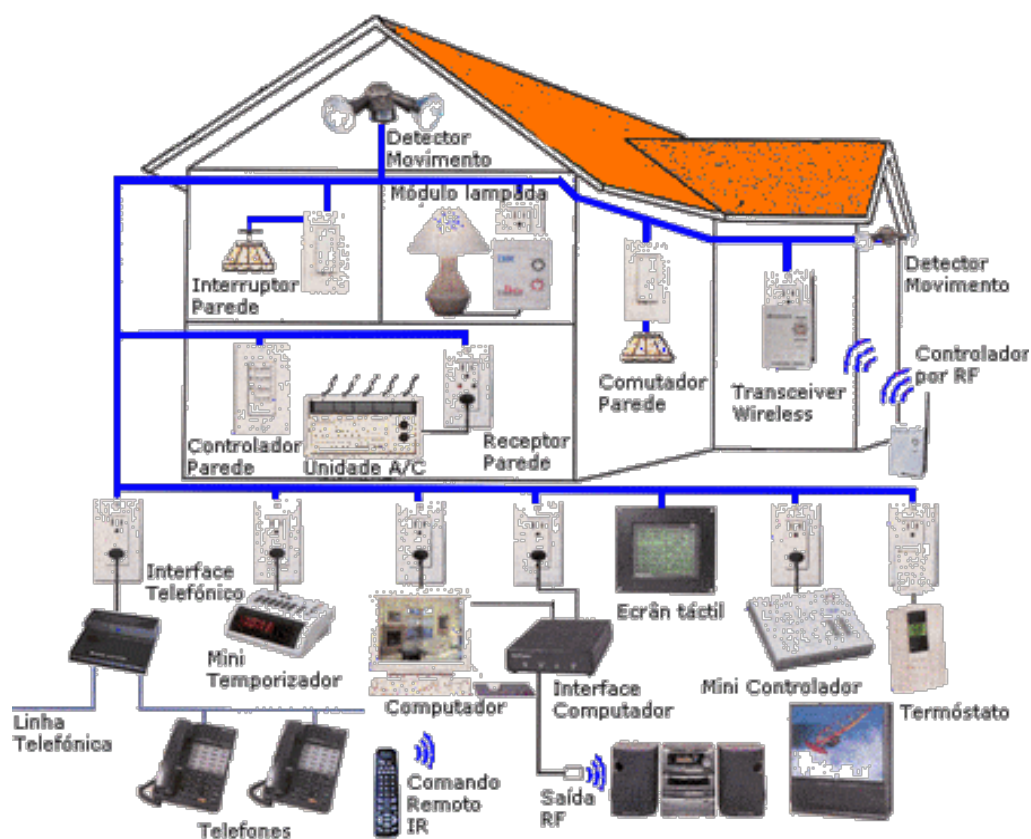 Detector
Movimento
Módulo lampada
Interruptor
Parede
Detector
Movimento
Comutador
Parede
Transceiver
Wireless
Controlador
por RF
Controlador
Parede
Unidade A/C
Receptor
Parede
Interface
Telefónico
Mini
Temporizador
Computador
Interface
Computador
Ecrân táctil
Mini Controlador
Termóstato
Linha
Telefónica
Telefones
Comando
Remoto
IR
Saída
RF